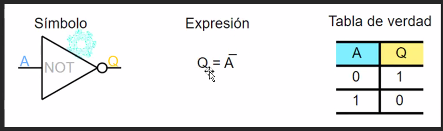 Símbolo
A NOT Q
Expresión
Q = A̅
Tabla de verdad
A Q
0 1
1 0